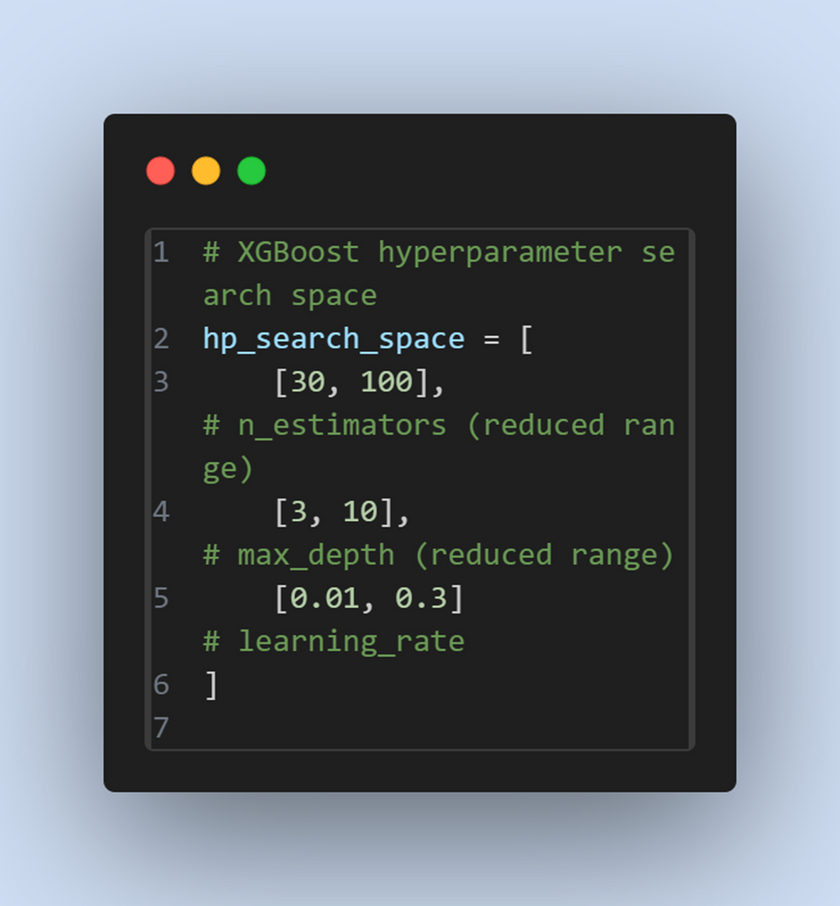 1 # XGBoost hyperparameter se
arch space
2 hp_search_space = [
3     [30, 100],
# n_estimators (reduced ran
ge)
4     [3, 10],
# max_depth (reduced range)
5     [0.01, 0.3]
# learning_rate
6 ]
7